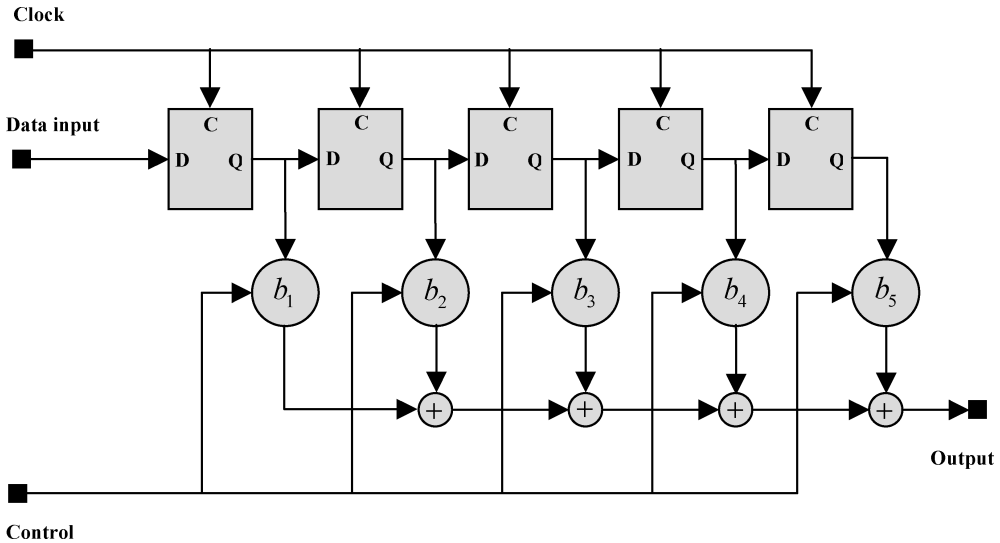 Clock
Data input
C C C C C
D Q D Q D Q D Q D Q
b1 b2 b3 b4 b5
+ + + +
Output
Control